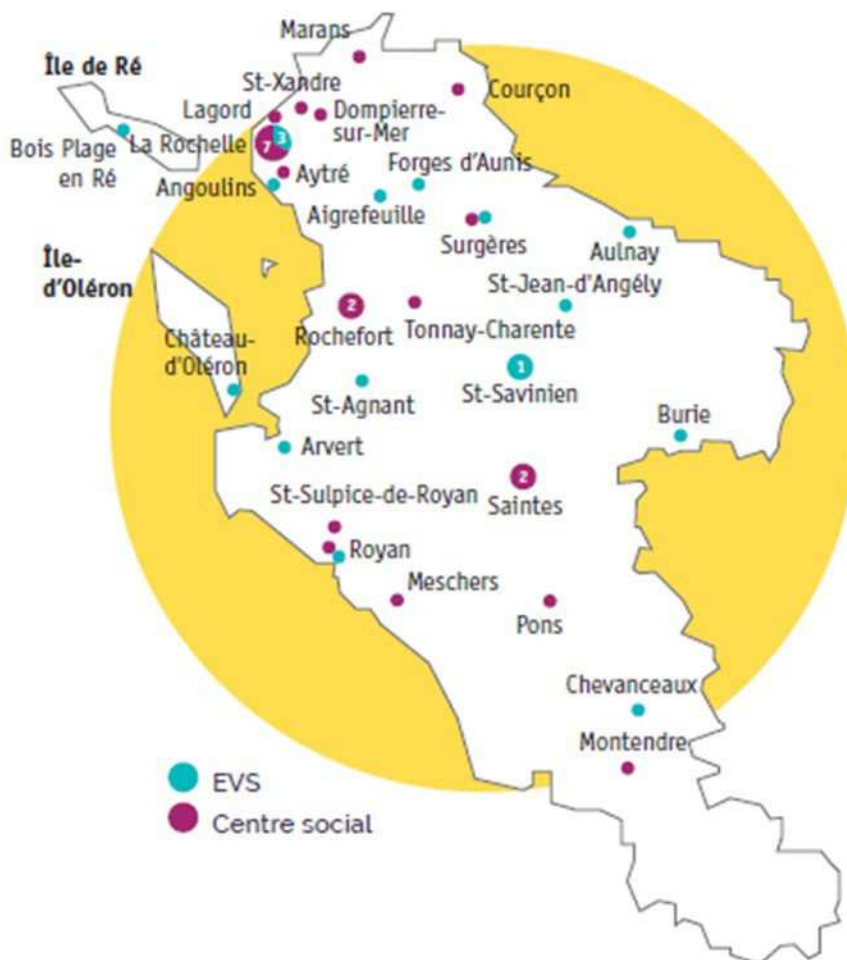 Marans
Île de Ré
St-Xandre
Courçon
Lagord
Dompierre-
sur-Mer
La Rochelle
3
7
Bois Plage
en Ré
Forges d'Aunis
Aytré
Angoulins
Aigrefeuille
Surgères
Aulnay
Île-
d'Oléron
St-Jean-d'Angély
2
Rochefort
Tonnay-Charente
Château-
d'Oléron
1
St-Savinien
St-Agnant
Burie
Arvert
2
St-Sulpice-de-Royan
Saintes
Royan
Meschers
Pons
Chevanceaux
Montendre
EVS
Centre social